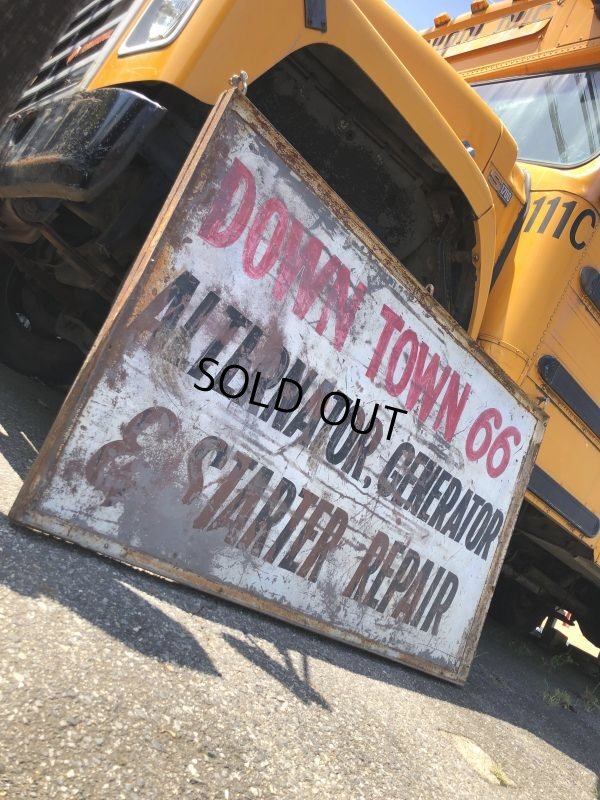 DOWN TOWN 66
ALTERNATOR, GENERATOR
& STARTER REPAIR
SOLD OUT
111C